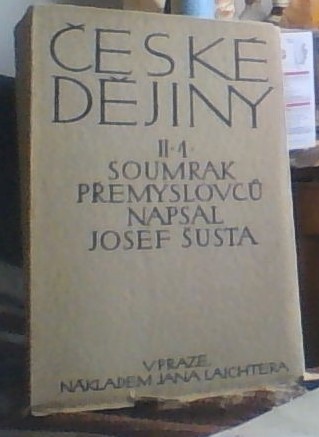 ČESKÉ
DĚJINY
II·1·
SOUMRAK
PŘEMYSLOVCŮ
NAPSAL
JOSEF ŠUSTA
V PRAZE
NÁKLADEM JANA LAICHTERA